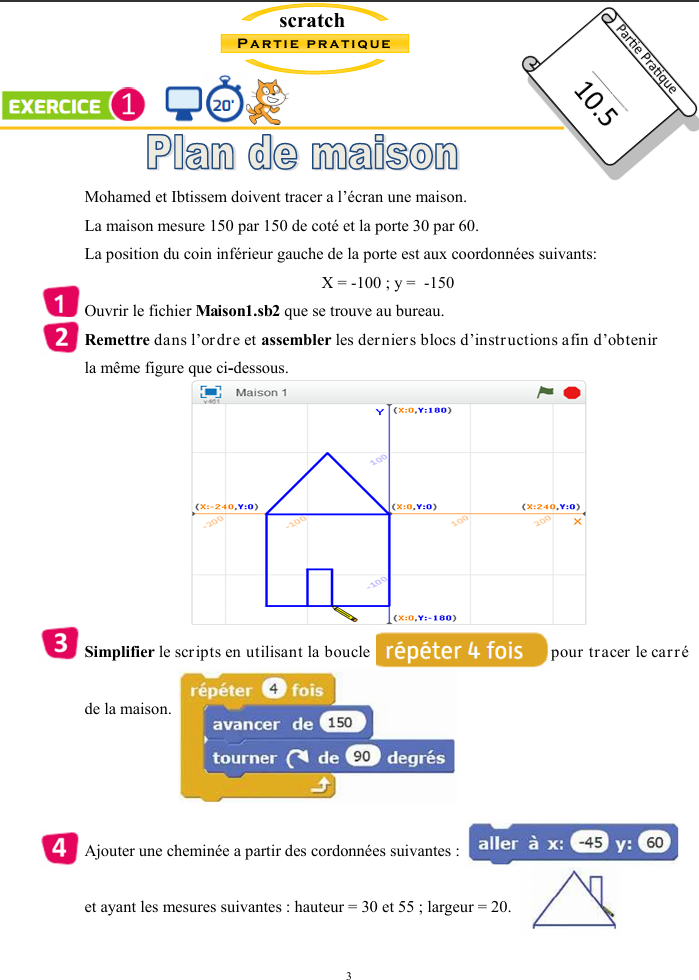 scratch
PARTIE PRATIQUE
Partie Pratique
10.5
EXERCICE 1
20'
Plan de maison
Mohamed et Ibtissem doivent tracer a l’écran une maison.
La maison mesure 150 par 150 de coté et la porte 30 par 60.
La position du coin inférieur gauche de la porte est aux coordonnées suivants:
X = -100 ; y = -150
1 Ouvrir le fichier Maison1.sb2 que se trouve au bureau.
2 Remettre dans l’ordre et assembler les derniers blocs d’instructions afin d’obtenir
la même figure que ci-dessous.
Maison 1
v461
Y (X:0,Y:180)
100
(X:-240,Y:0) (X:0,Y:0) (X:240,Y:0)
-200 -100 100 200 X
-100
(X:0,Y:-180)
3 Simplifier le scripts en utilisant la boucle répéter 4 fois pour tracer le carré
de la maison.
répéter 4 fois
avancer de 150
tourner de 90 degrés
4 Ajouter une cheminée a partir des cordonnées suivantes : aller à x: -45 y: 60
et ayant les mesures suivantes : hauteur = 30 et 55 ; largeur = 20.
3